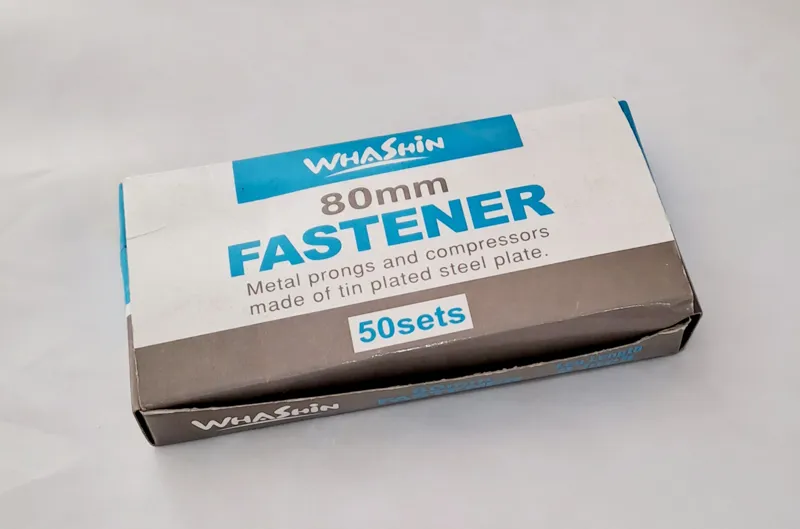 WHASHIN
80mm
FASTENER
Metal prongs and compressors
made of tin plated steel plate.
50sets
WHASHIN